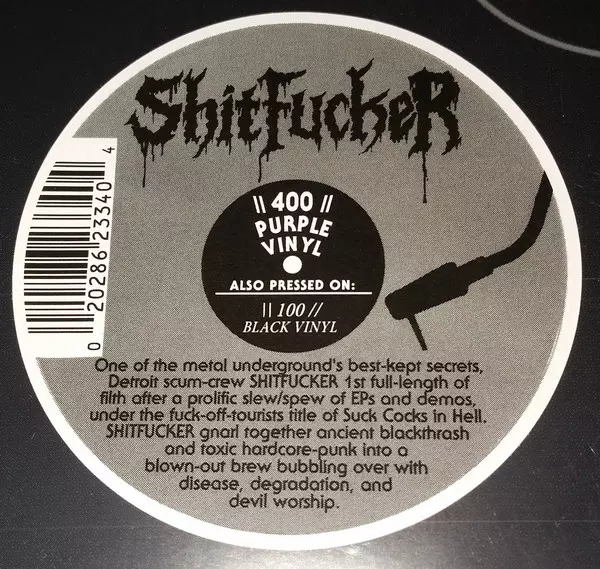 ShitFuckeR
|| 400 ||
PURPLE
VINYL
ALSO PRESSED ON:
|| 100 //
BLACK VINYL
0 20286 23340 4
One of the metal underground's best-kept secrets,
Detroit scum-crew SHITFUCKER 1st full-length of
filth after a prolific slew/spew of EPs and demos,
under the fuck-off-tourists title of Suck Cocks in Hell.
SHITFUCKER gnarl together ancient blackthrash
and toxic hardcore-punk into a
blown-out brew bubbling over with
disease, degradation, and
devil worship.